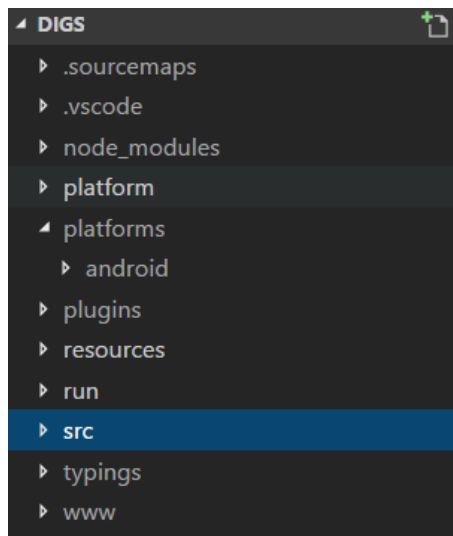 DIGS
.sourcemaps
.vscode
node_modules
platform
platforms
android
plugins
resources
run
src
typings
www